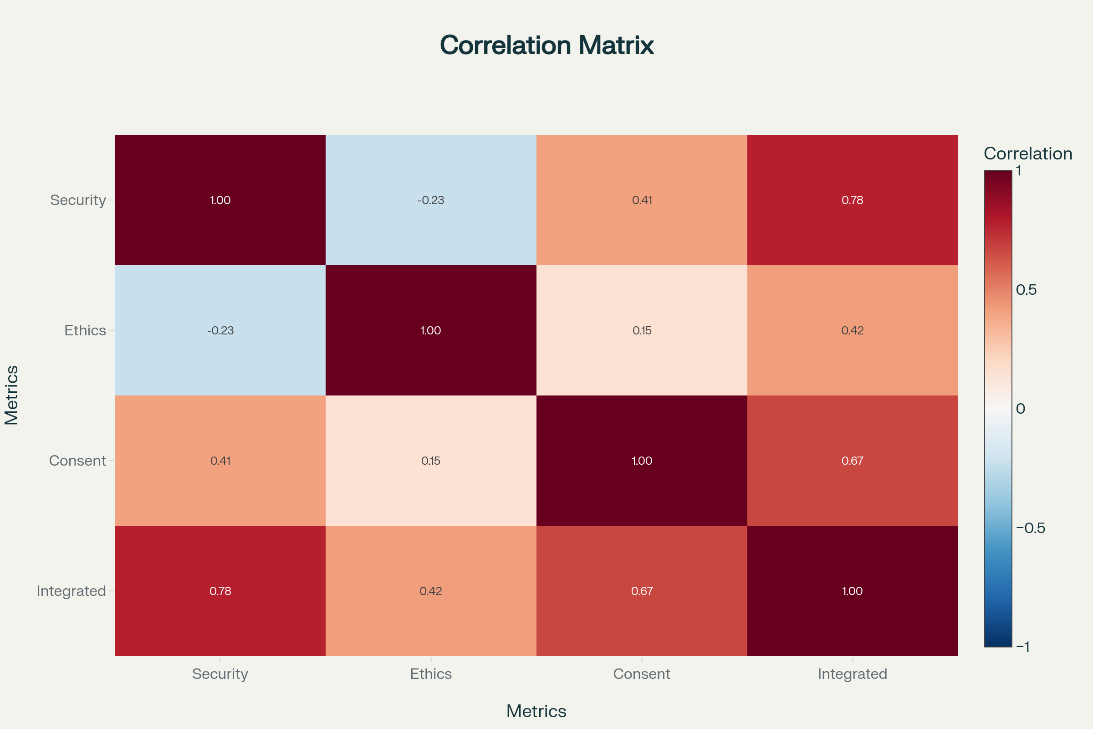 Correlation Matrix
Correlation
1
0.5
0
−0.5
−1
Metrics
Security 1.00 -0.23 0.41 0.78
Ethics -0.23 1.00 0.15 0.42
Consent 0.41 0.15 1.00 0.67
Integrated 0.78 0.42 0.67 1.00
Security Ethics Consent Integrated
Metrics